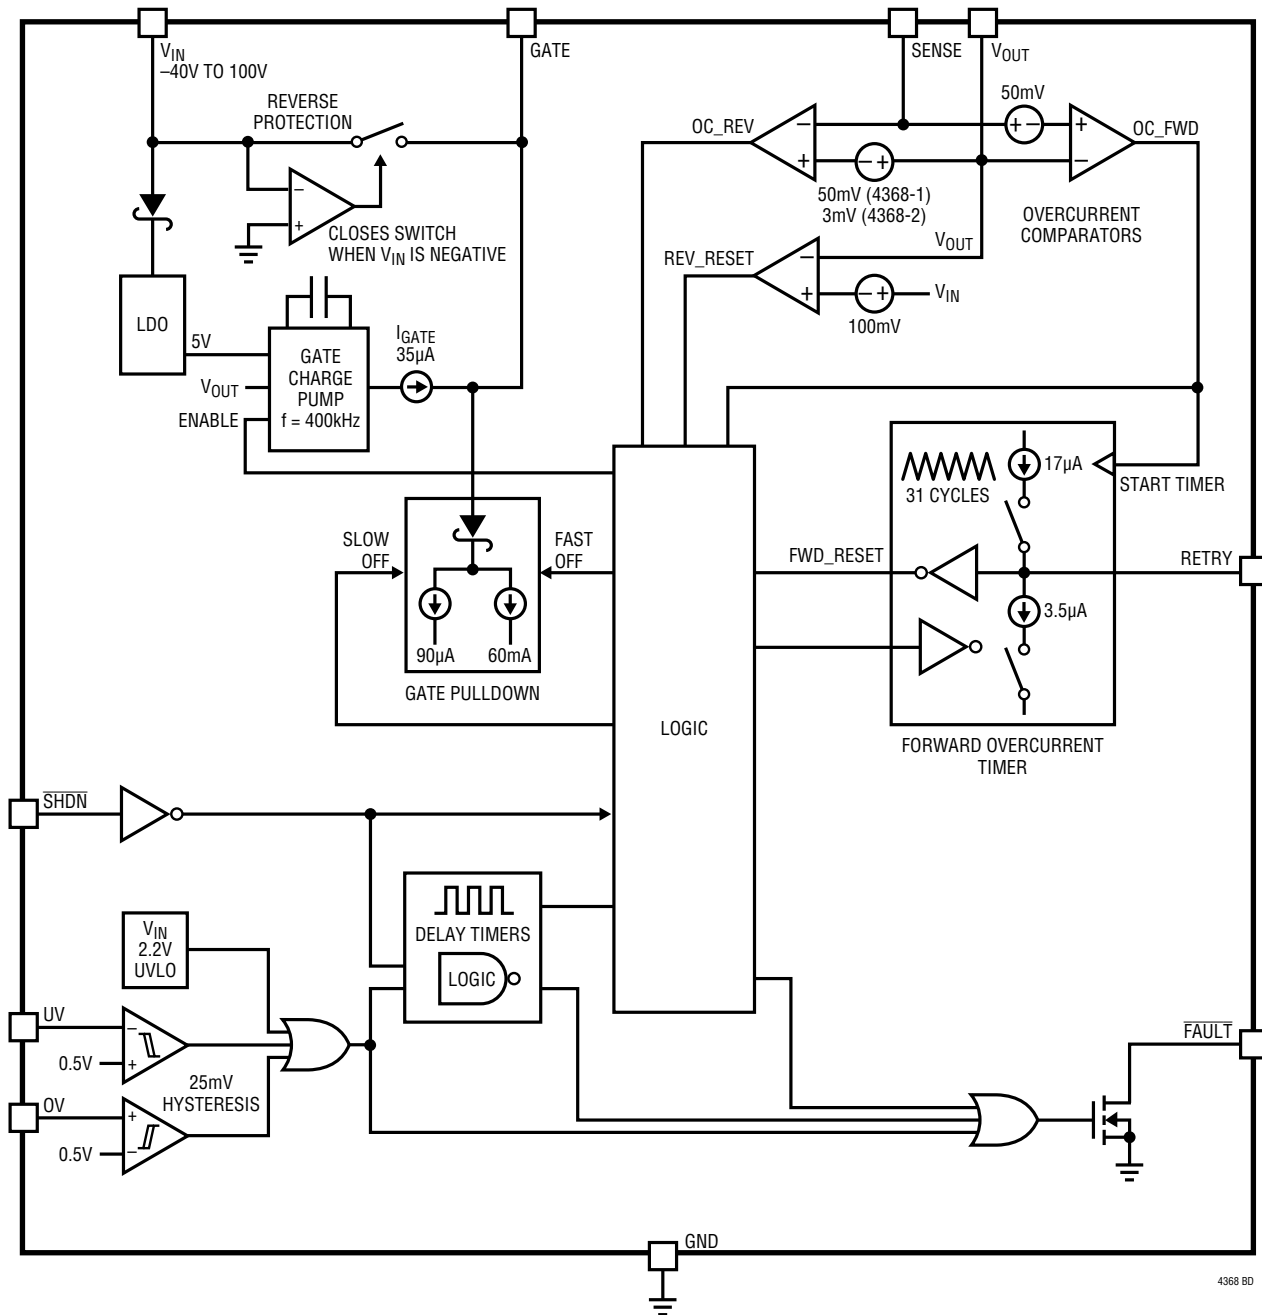 VIN
–40V TO 100V
GATE
SENSE
VOUT
REVERSE
PROTECTION
50mV
OC_REV
OC_FWD
–
+
+ –
– +
+
–
50mV (4368-1)
3mV (4368-2)
OVERCURRENT
COMPARATORS
–
+
CLOSES SWITCH
WHEN VIN IS NEGATIVE
VOUT
REV_RESET
–
+
– +
VIN
100mV
LDO
5V
GATE
CHARGE
PUMP
f = 400kHz
IGATE
35µA
VOUT
ENABLE
17µA
31 CYCLES
START TIMER
SLOW
OFF
FAST
OFF
FWD_RESET
RETRY
3.5µA
90µA
60mA
GATE PULLDOWN
LOGIC
FORWARD OVERCURRENT
TIMER
SHDN
VIN
2.2V
UVLO
DELAY TIMERS
LOGIC
UV
–
0.5V
+
25mV
HYSTERESIS
OV
+
0.5V
–
FAULT
GND
4368 BD